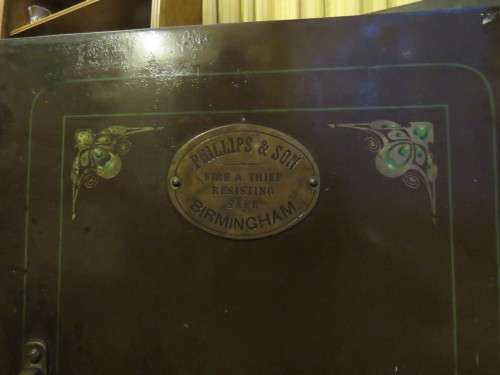 PHILLIPS & SON
FIRE & THIEF
RESISTING
SAFE
BIRMINGHAM